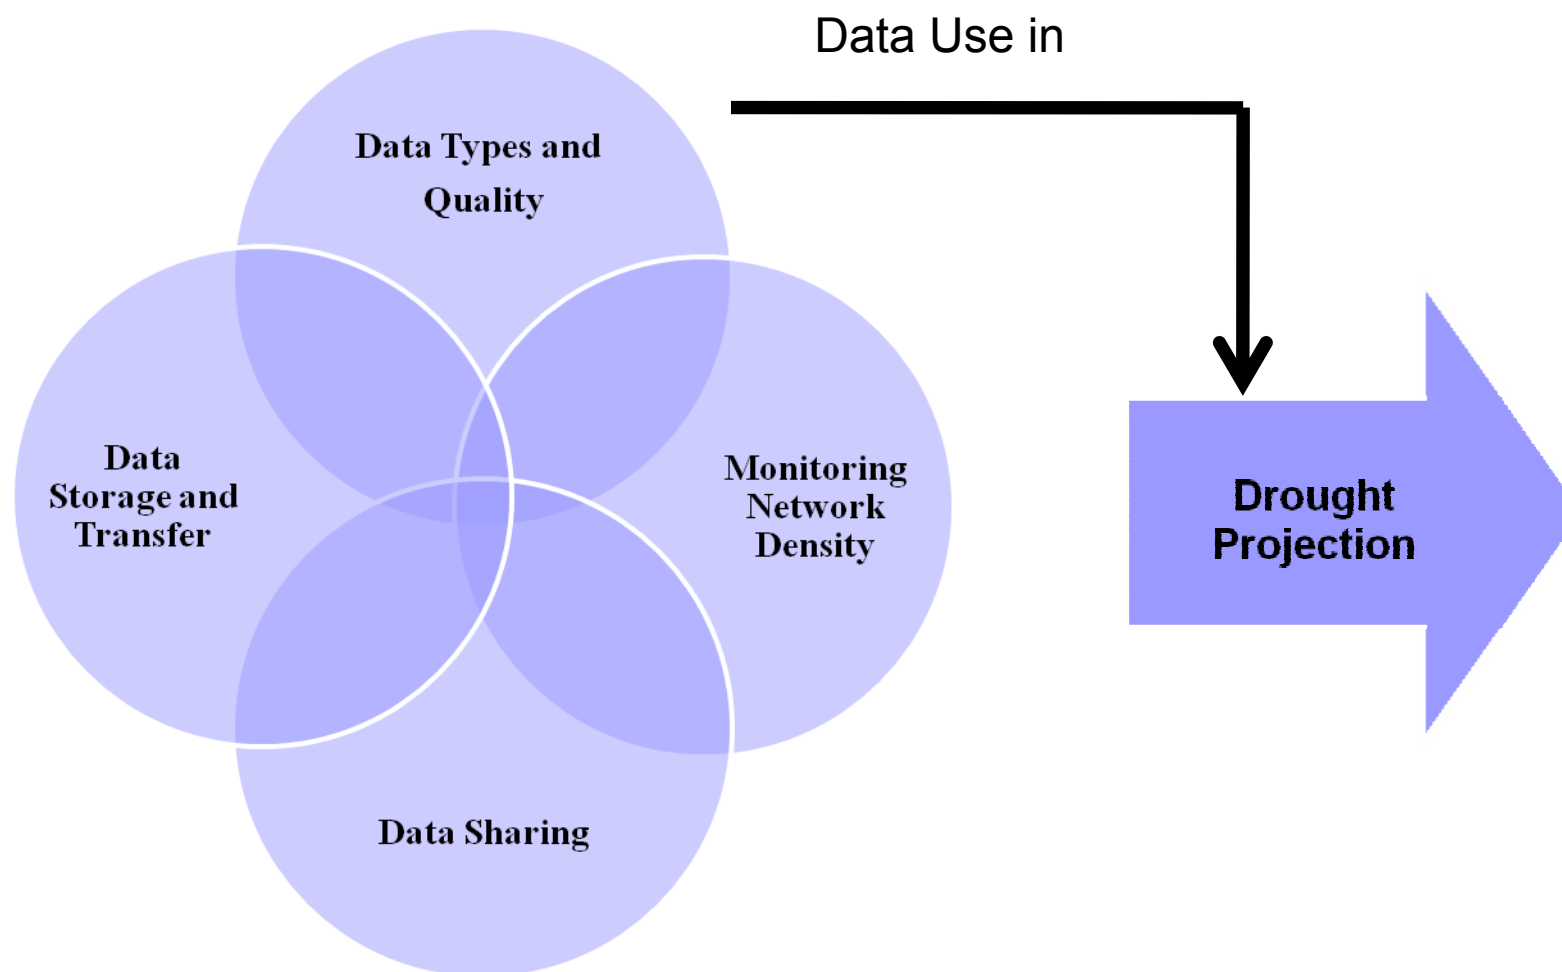 Data Use in
Data Types and
Quality
Data
Storage and
Transfer
Monitoring
Network
Density
Drought
Projection
Data Sharing